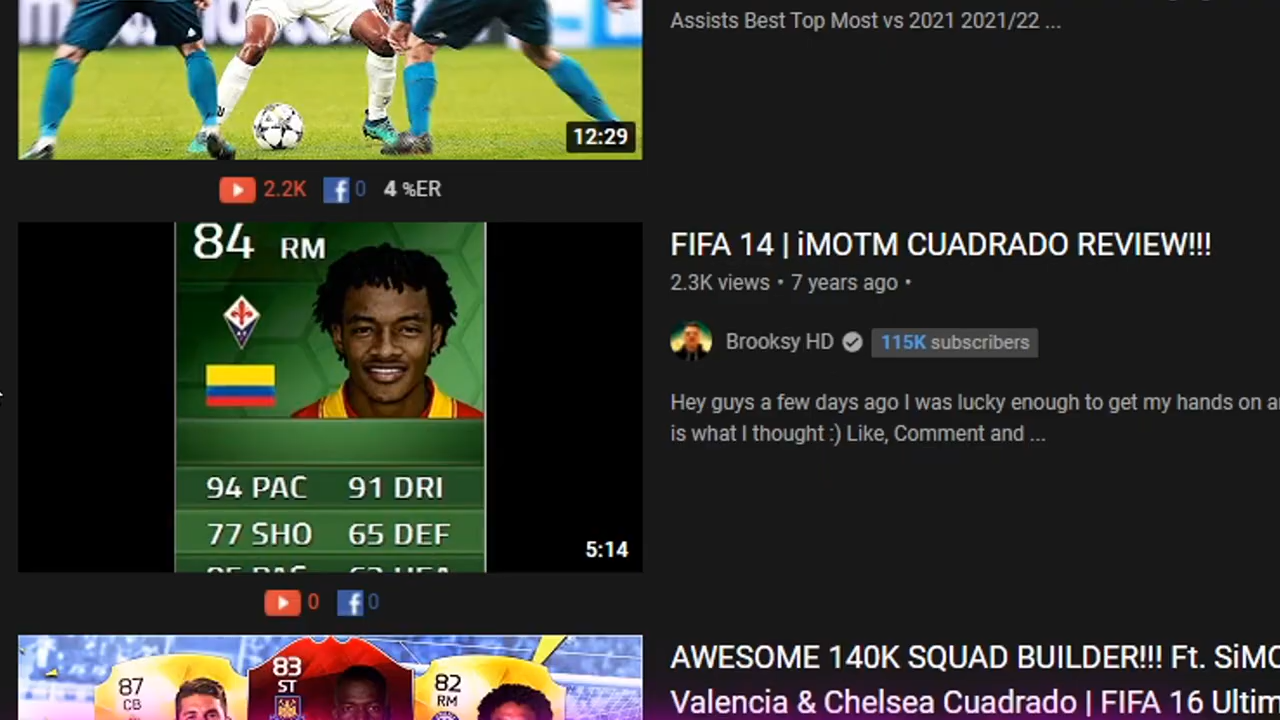 Assists Best Top Most vs 2021 2021/22 ...
12:29
2.2K 0 4 %ER
84 RM
94 PAC 91 DRI
77 SHO 65 DEF
5:14
FIFA 14 | iMOTM CUADRADO REVIEW!!!
2.3K views • 7 years ago •
Brooksy HD 115K subscribers
Hey guys a few days ago I was lucky enough to get my hands on
is what I thought :) Like, Comment and ...
0 0
87
CB
83
ST
82
RM
AWESOME 140K SQUAD BUILDER!!! Ft.
Valencia & Chelsea Cuadrado | FIFA 16